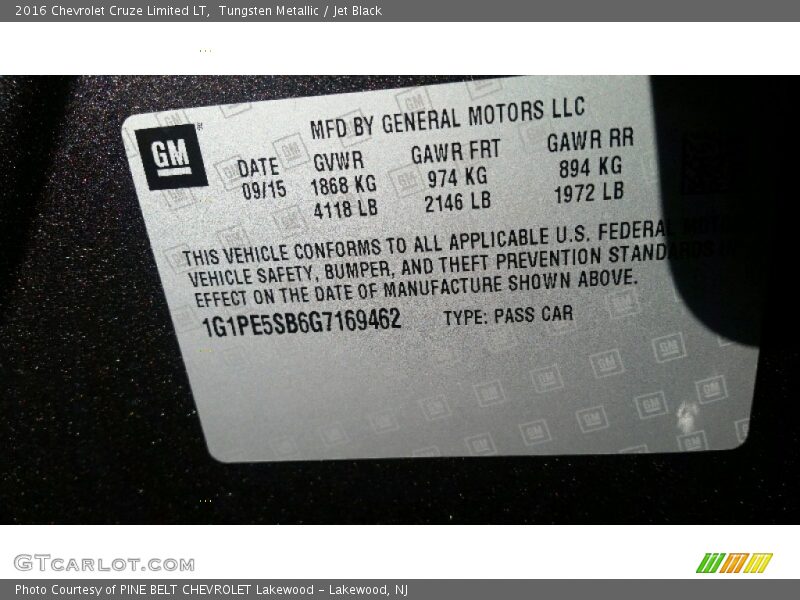 2016 Chevrolet Cruze Limited LT,  Tungsten Metallic / Jet Black
GM
MFD BY GENERAL MOTORS LLC
DATE GVWR GAWR FRT GAWR RR
09/15 1868 KG 974 KG 894 KG
4118 LB 2146 LB 1972 LB
THIS VEHICLE CONFORMS TO ALL APPLICABLE U.S. FEDERAL MOTOR
VEHICLE SAFETY, BUMPER, AND THEFT PREVENTION STANDARDS
EFFECT ON THE DATE OF MANUFACTURE SHOWN ABOVE.
1G1PE5SB6G7169462 TYPE: PASS CAR
GTCARLOT.COM
Photo Courtesy of PINE BELT CHEVROLET Lakewood - Lakewood, NJ